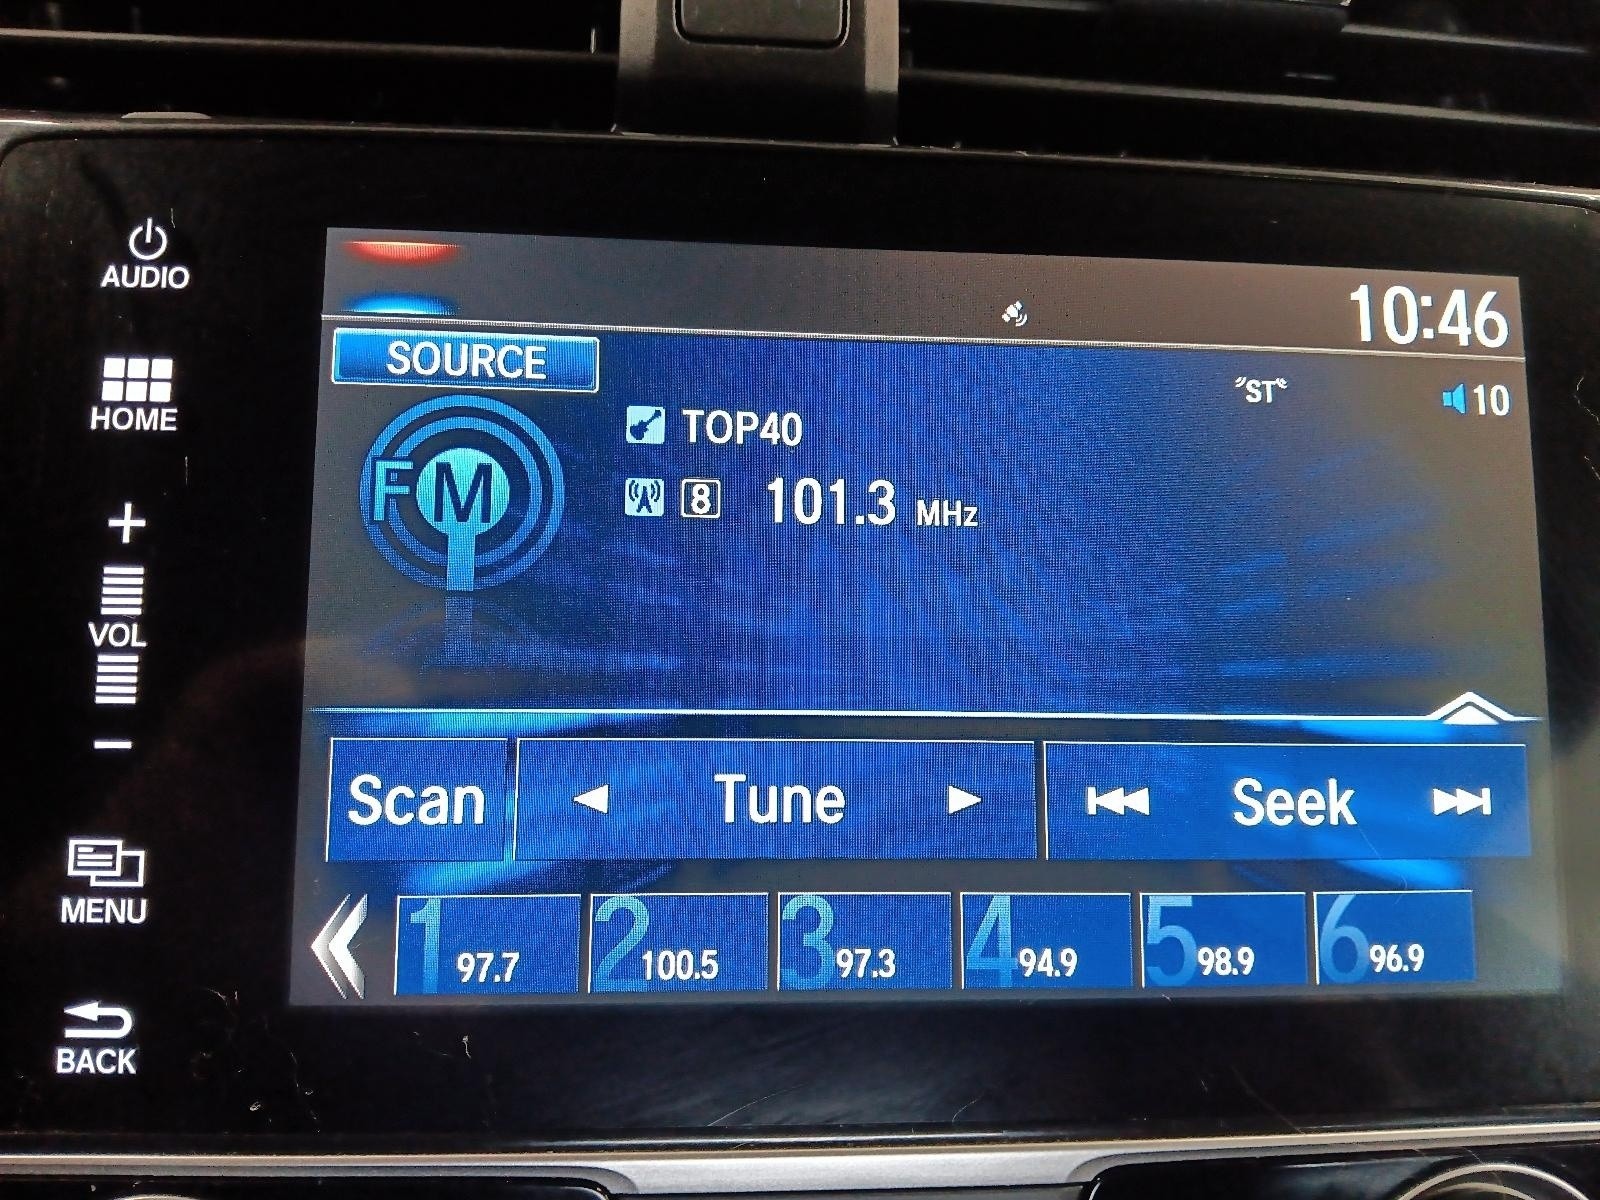 AUDIO
HOME
+
VOL
−
MENU
BACK
10:46
SOURCE
"ST"
10
FM
TOP40
8 101.3 MHz
Scan Tune Seek
1 97.7 2 100.5 3 97.3 4 94.9 5 98.9 6 96.9